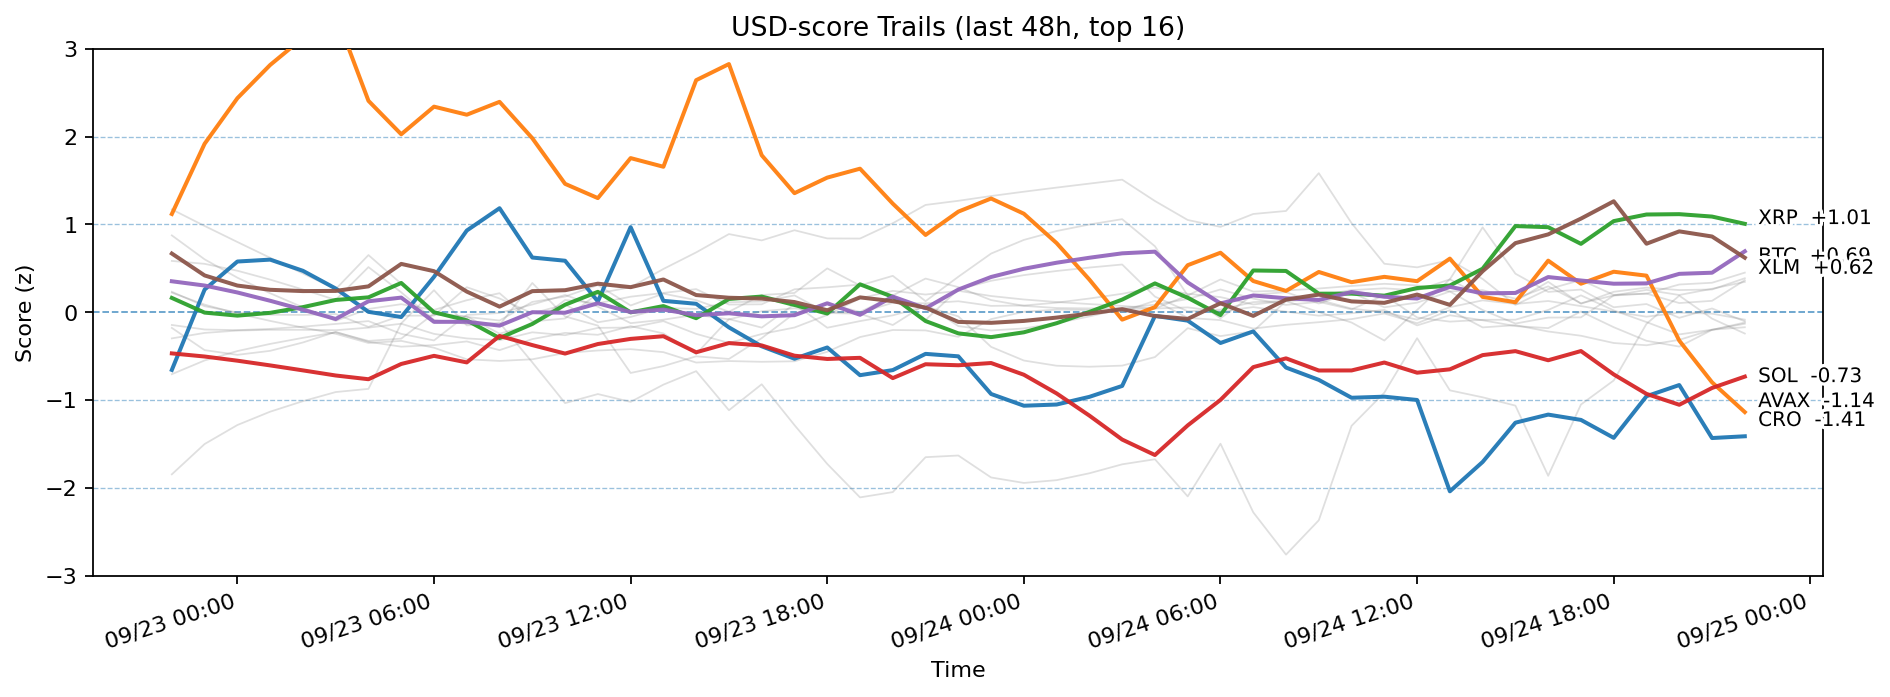 USD-score Trails (last 48h, top 16)
Score (z)
3
2
1
0
−1
−2
−3
XRP +1.01
BTC +0.69
XLM +0.62
SOL -0.73
AVAX -1.14
CRO -1.41
09/23 00:00
09/23 06:00
09/23 12:00
09/23 18:00
09/24 00:00
09/24 06:00
09/24 12:00
09/24 18:00
09/25 00:00
Time